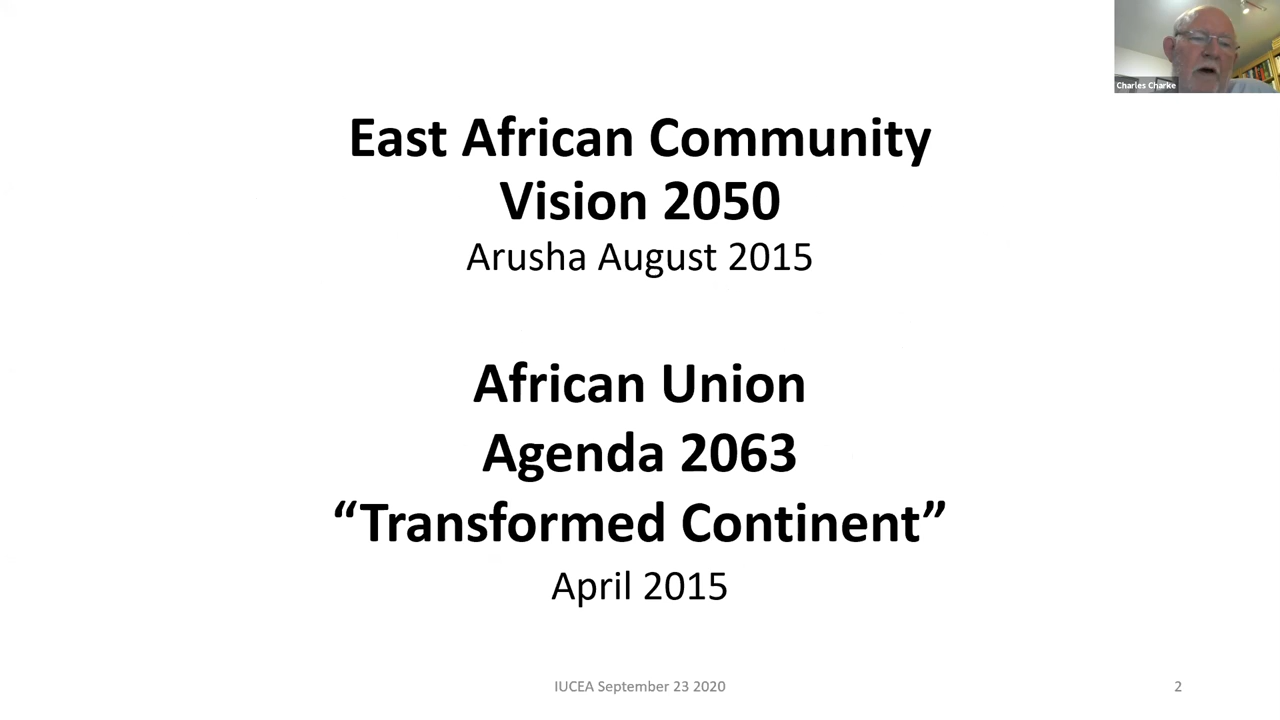 Charles Charke
East African Community
Vision 2050
Arusha August 2015
African Union
Agenda 2063
“Transformed Continent”
April 2015
IUCEA September 23 2020
2